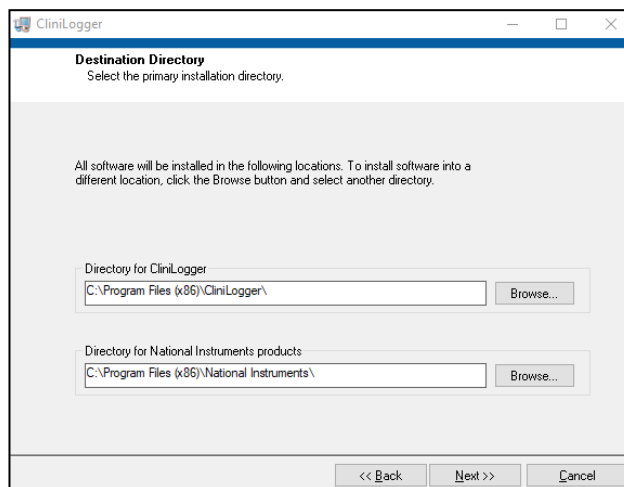 CliniLogger
Destination Directory
Select the primary installation directory.
All software will be installed in the following locations. To install software into a
different location, click the Browse button and select another directory.
Directory for CliniLogger
C:\Program Files (x86)\CliniLogger\
Browse...
Directory for National Instruments products
C:\Program Files (x86)\National Instruments\
Browse...
<< Back
Next >>
Cancel